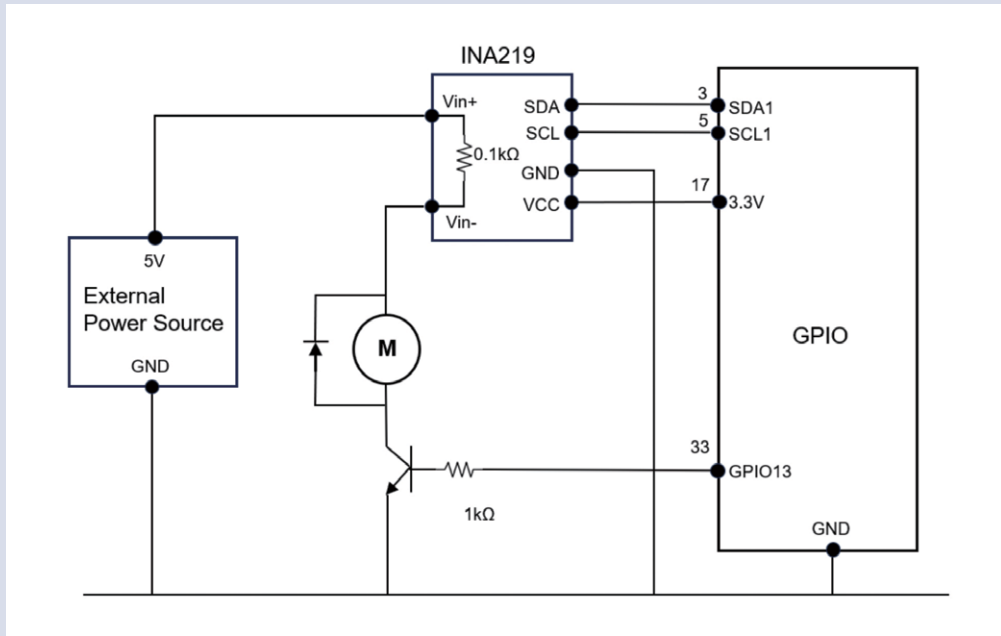 INA219
Vin+
0.1kΩ
Vin-
SDA
SCL
GND
VCC
3
SDA1
5
SCL1
17
3.3V
5V
External
Power Source
GND
M
GPIO
33
GPIO13
1kΩ
GND